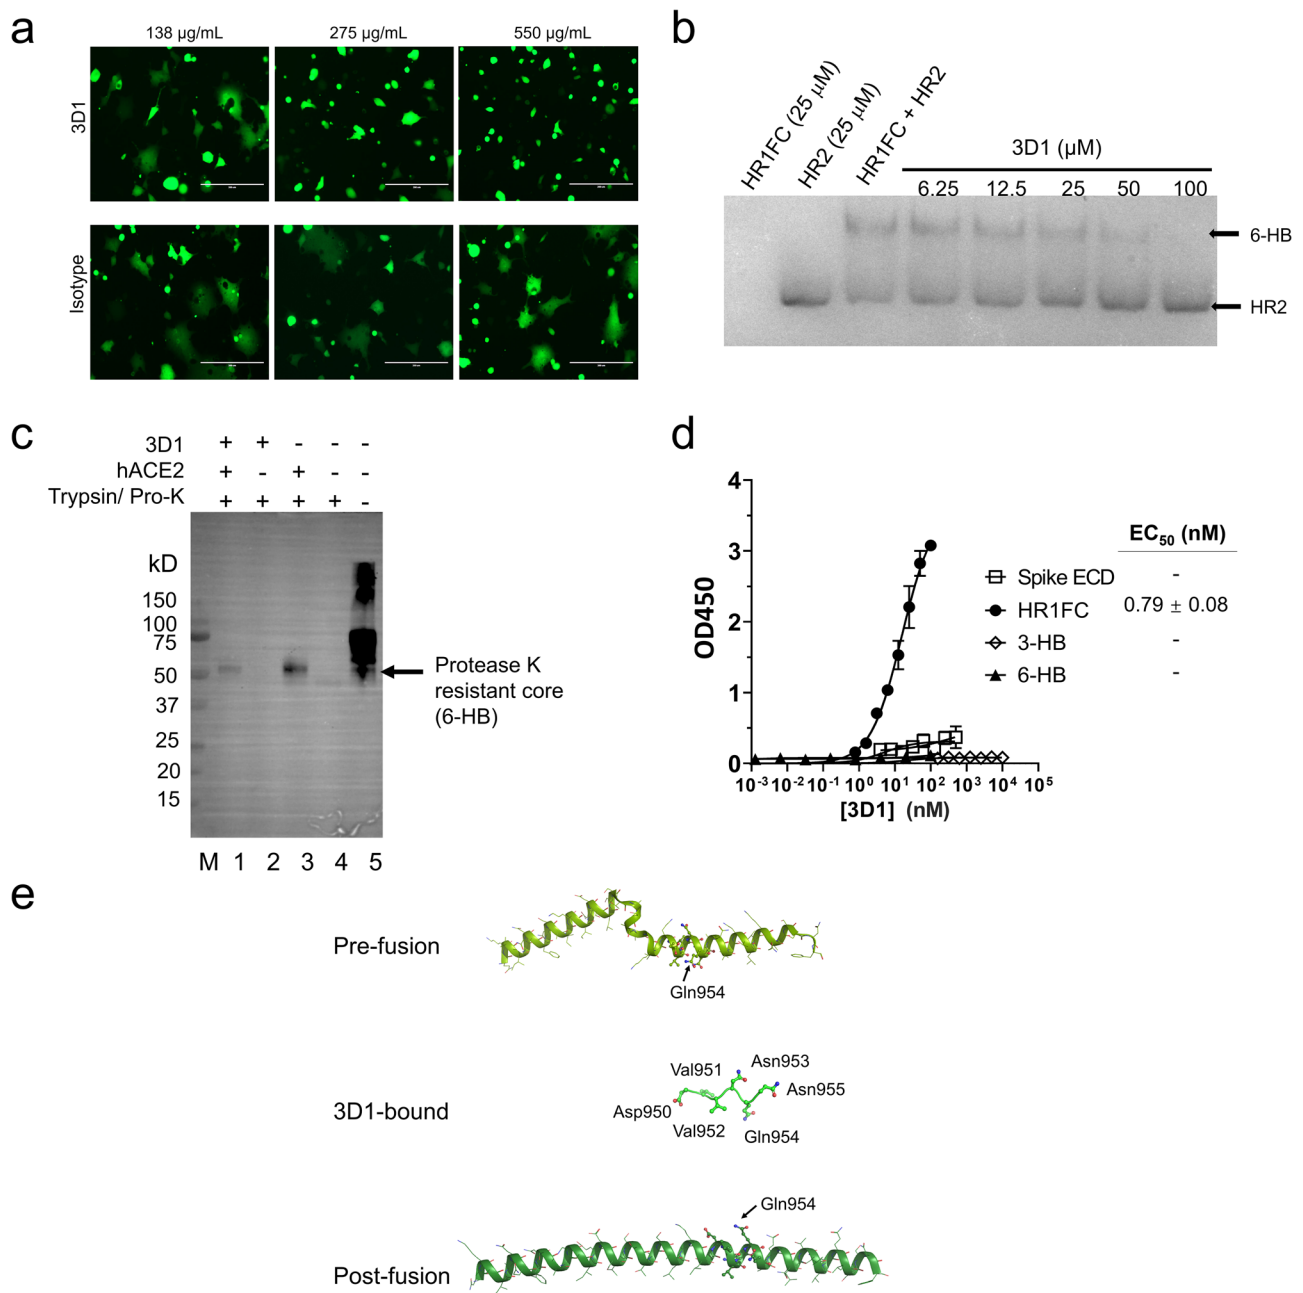 a
138 µg/mL
275 µg/mL
550 µg/mL
3D1
Isotype
b
HR1FC (25 µM)
HR2 (25 µM)
HR1FC + HR2
3D1 (µM)
6.25 12.5 25 50 100
6-HB
HR2
c
3D1 + + - - -
hACE2 + - + - -
Trypsin/ Pro-K + + + + -
kD
150
100
75
50
37
25
20
15
Protease K
resistant core
(6-HB)
M 1 2 3 4 5
d
OD450
4
3
2
1
0
10-3 10-2 10-1 100 101 102 103 104 105
[3D1] (nM)
EC50 (nM)
Spike ECD -
HR1FC 0.79 ± 0.08
3-HB -
6-HB -
e
Pre-fusion
Gln954
3D1-bound
Val951
Asn953
Asn955
Asp950
Val952
Gln954
Gln954
Post-fusion